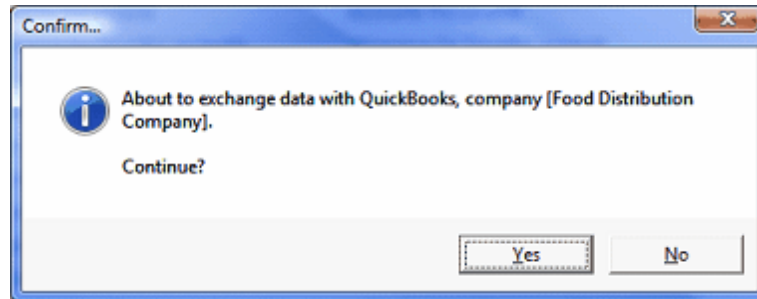 Confirm...
About to exchange data with QuickBooks, company [Food Distribution
Company].
Continue?
Yes
No